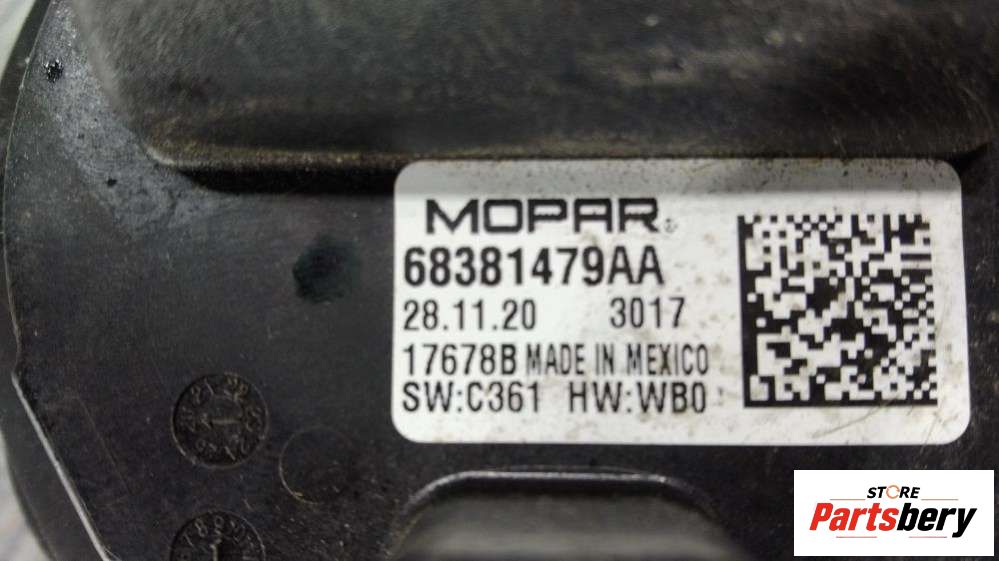 MOPAR®
68381479AA
28.11.20 3017
17678B MADE IN MEXICO
SW:C361 HW:WB0
STORE
Partsbery